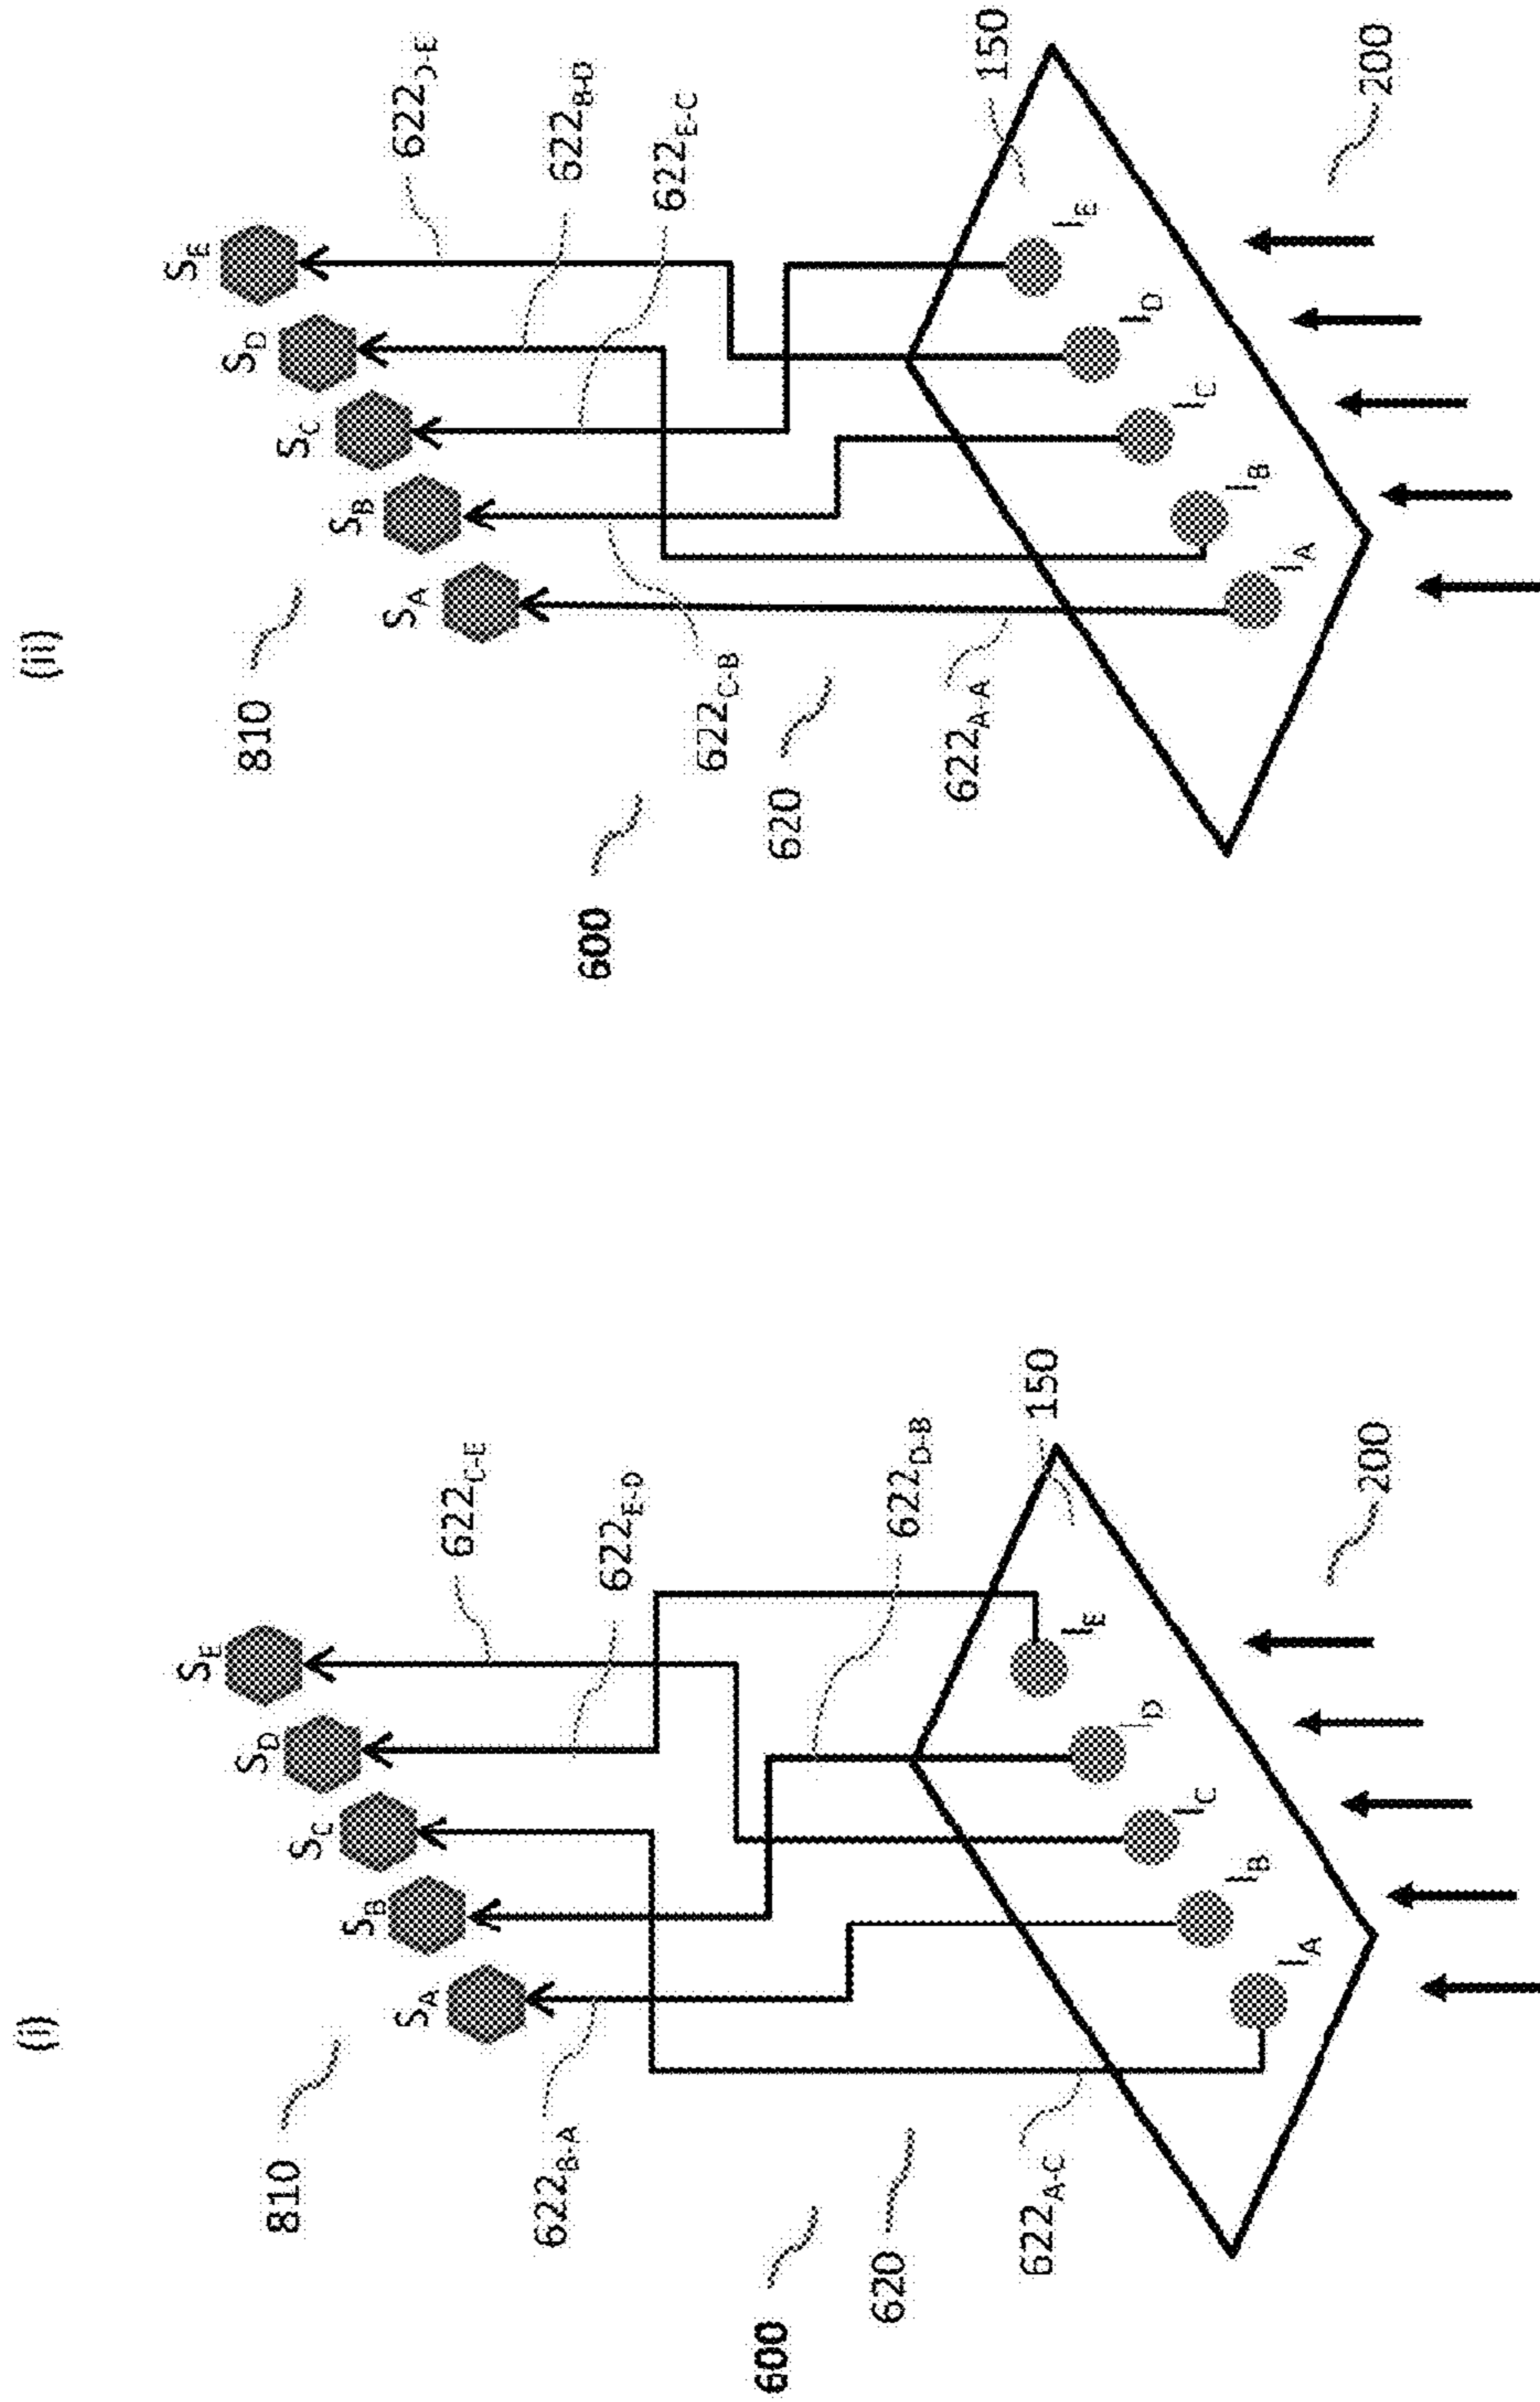 (i)
810
S_A
S_B
S_C
S_D
S_E
622_C-E
622_E-D
622_B-A
622_D-B
600
620
622_A-C
I_A
I_B
I_C
I_D
I_E
150
200
(ii)
810
S_A
S_B
S_C
S_D
S_E
622_D-E
622_B-D
622_E-C
622_C-B
600
620
622_A-A
I_A
I_B
I_C
I_D
I_E
150
200